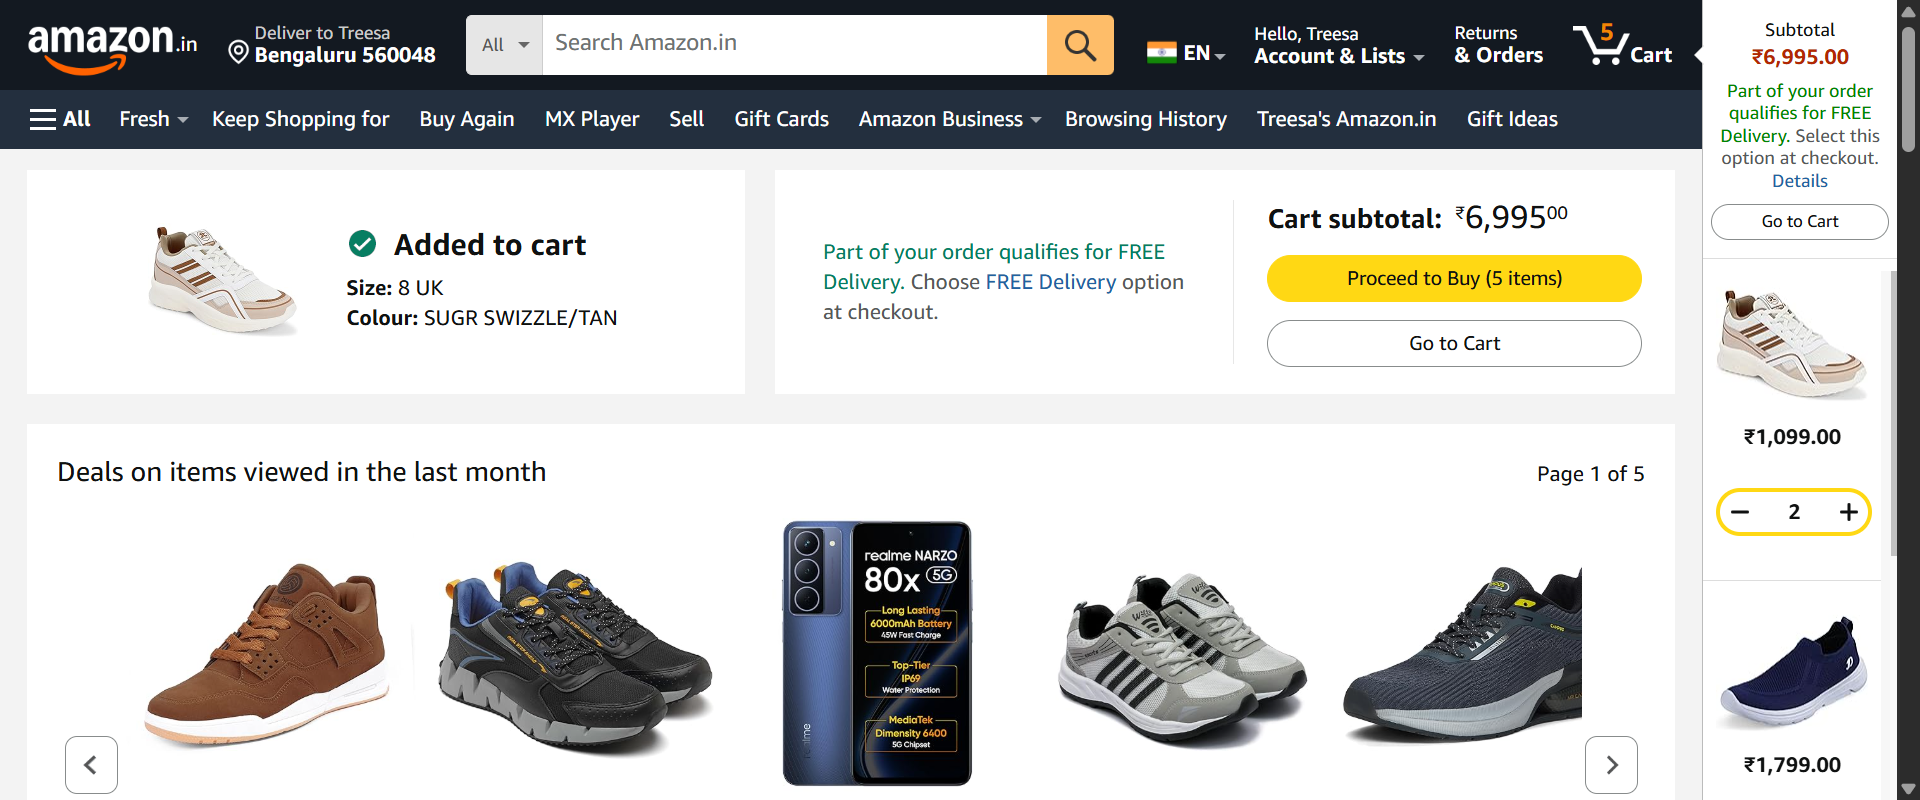 amazon.in
Deliver to Treesa
Bengaluru 560048
All
Search Amazon.in
EN
Hello, Treesa
Account & Lists
Returns
& Orders
5
Cart
All
Fresh
Keep Shopping for
Buy Again
MX Player
Sell
Gift Cards
Amazon Business
Browsing History
Treesa's Amazon.in
Gift Ideas
Added to cart
Size: 8 UK
Colour: SUGR SWIZZLE/TAN
Part of your order qualifies for FREE
Delivery. Choose FREE Delivery option
at checkout.
Cart subtotal: ₹6,99500
Proceed to Buy (5 items)
Go to Cart
Deals on items viewed in the last month
Page 1 of 5
realme NARZO
80x 5G
Long Lasting
6000mAh Battery
45W Fast Charge
Top-Tier
IP69
Water Protection
MediaTek
Dimensity 6400
5G Chipset
realme
Subtotal
₹6,995.00
Part of your order
qualifies for FREE
Delivery. Select this
option at checkout.
Details
Go to Cart
₹1,099.00
2
₹1,799.00